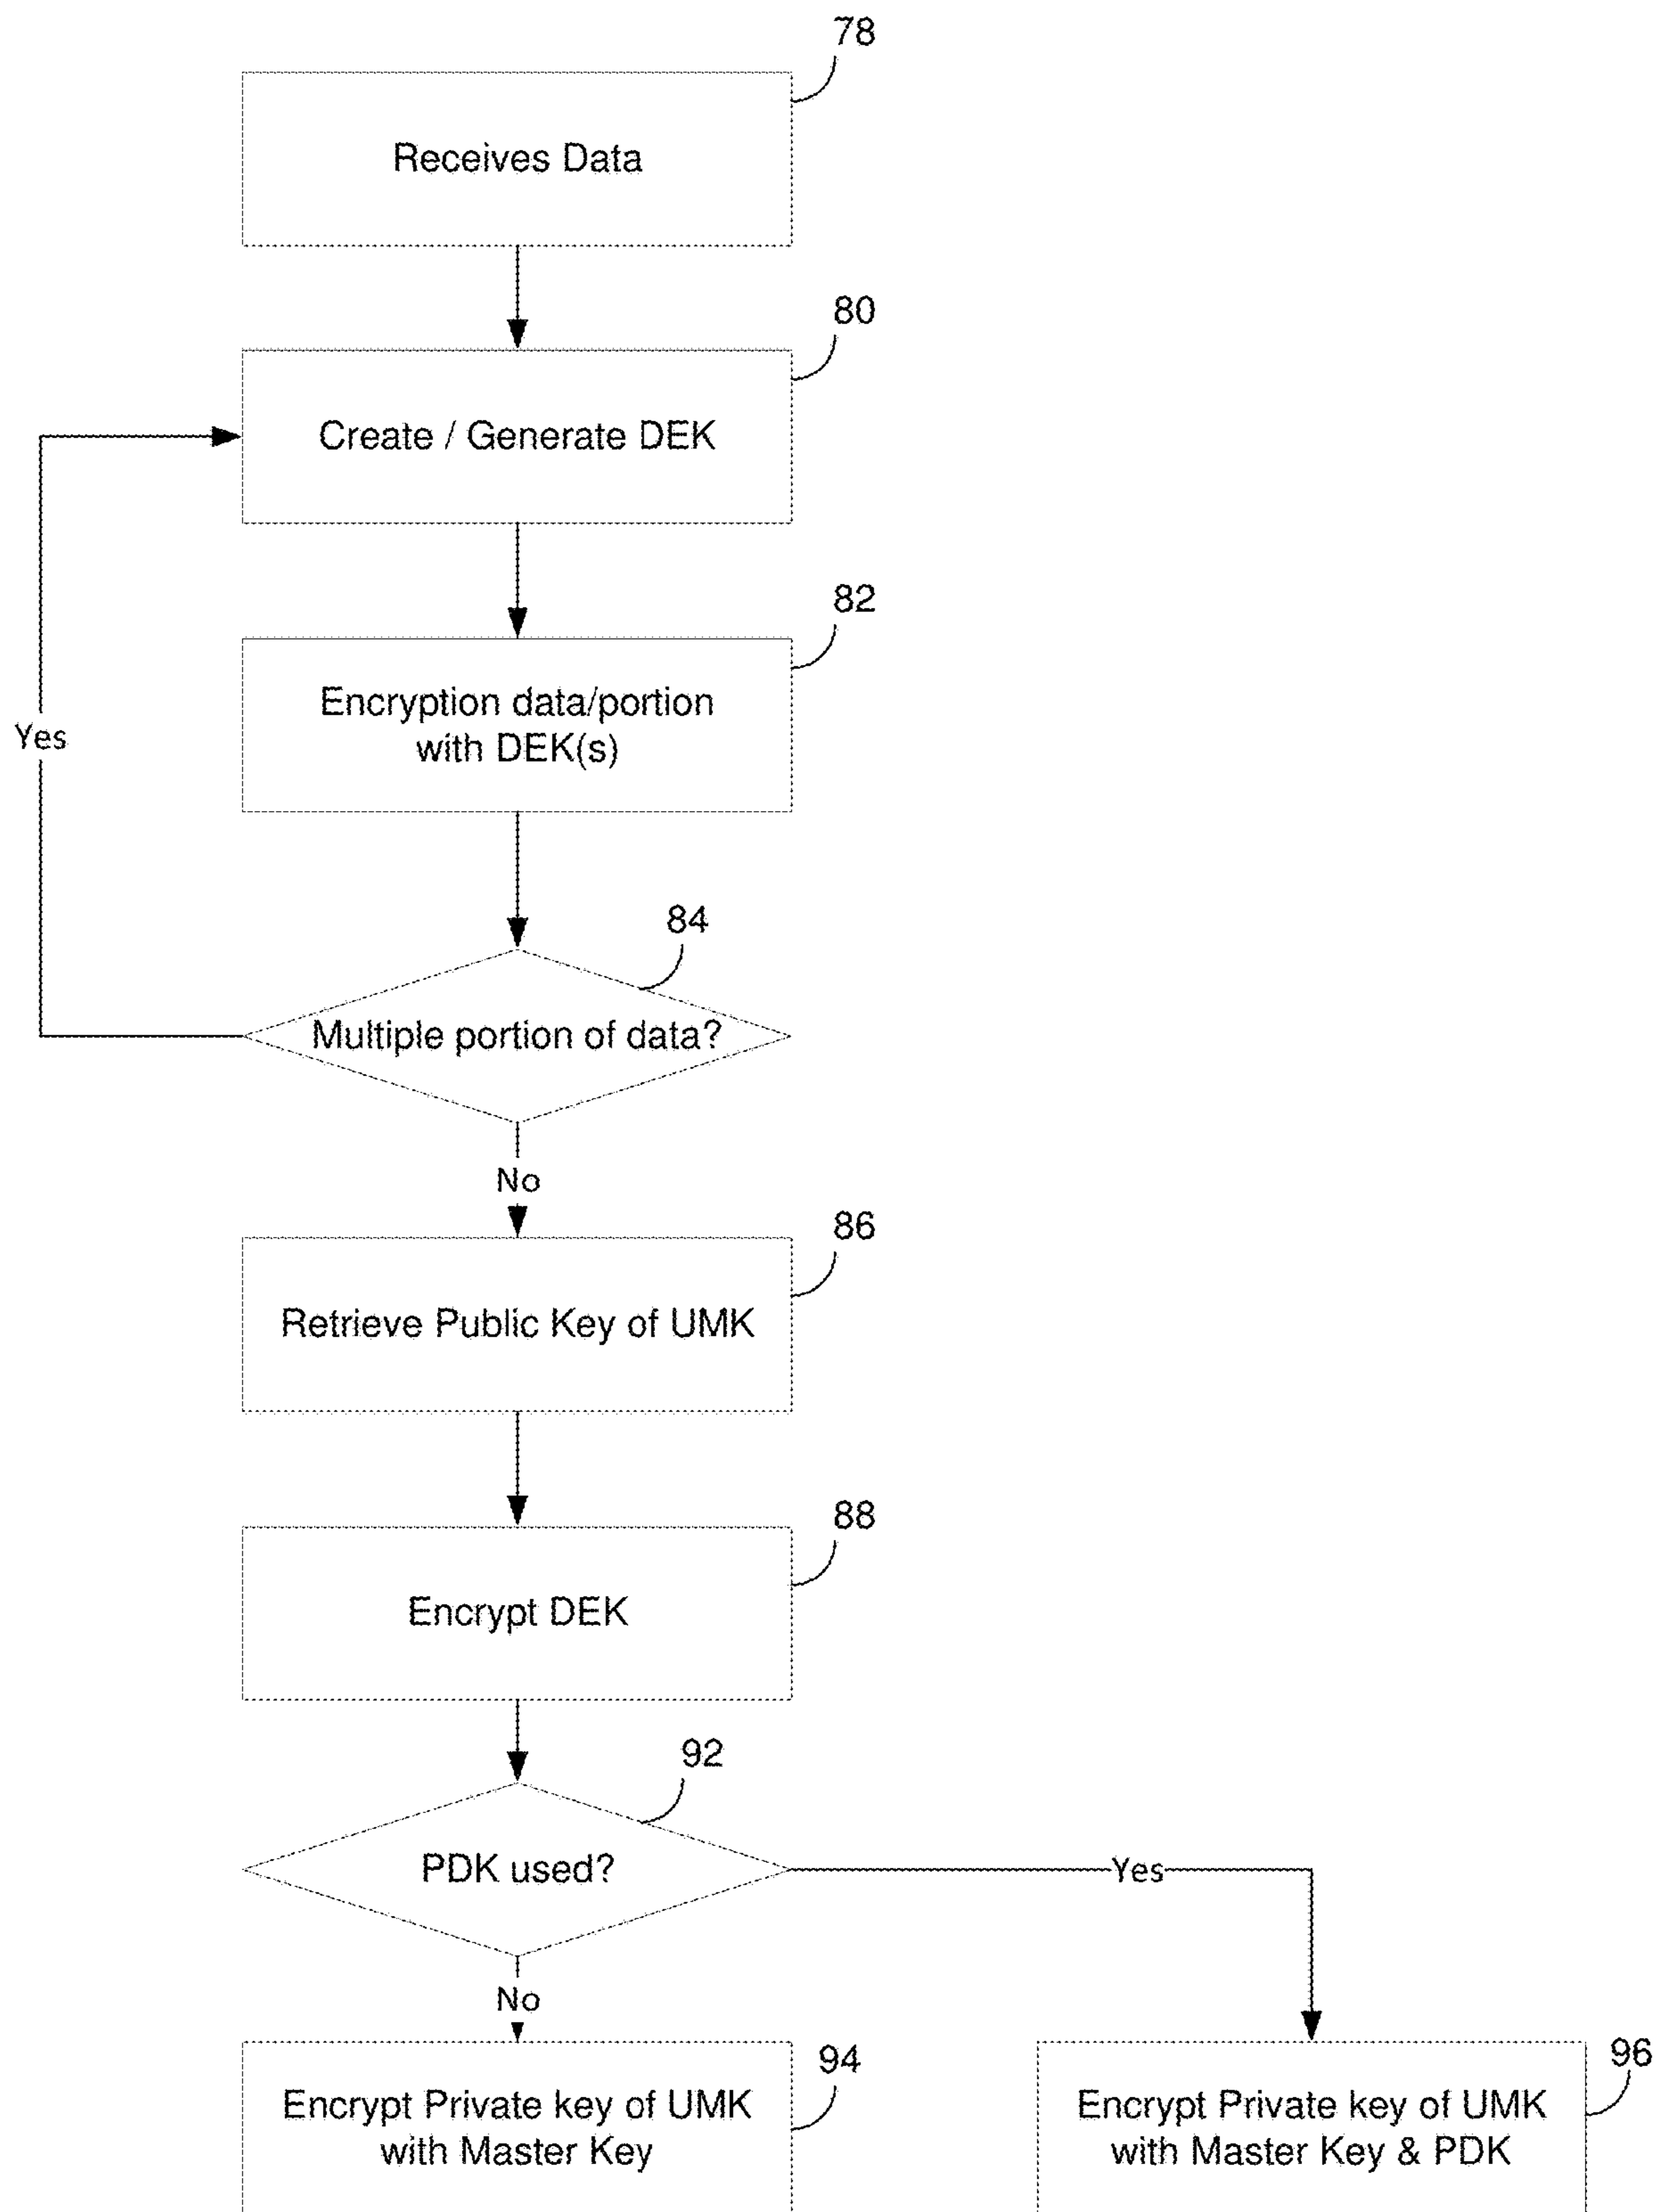 78
Receives Data
80
Create / Generate DEK
82
Encryption data/portion
with DEK(s)
Yes
84
Multiple portion of data?
No
86
Retrieve Public Key of UMK
88
Encrypt DEK
92
PDK used?
Yes
No
94
Encrypt Private key of UMK
with Master Key
96
Encrypt Private key of UMK
with Master Key & PDK